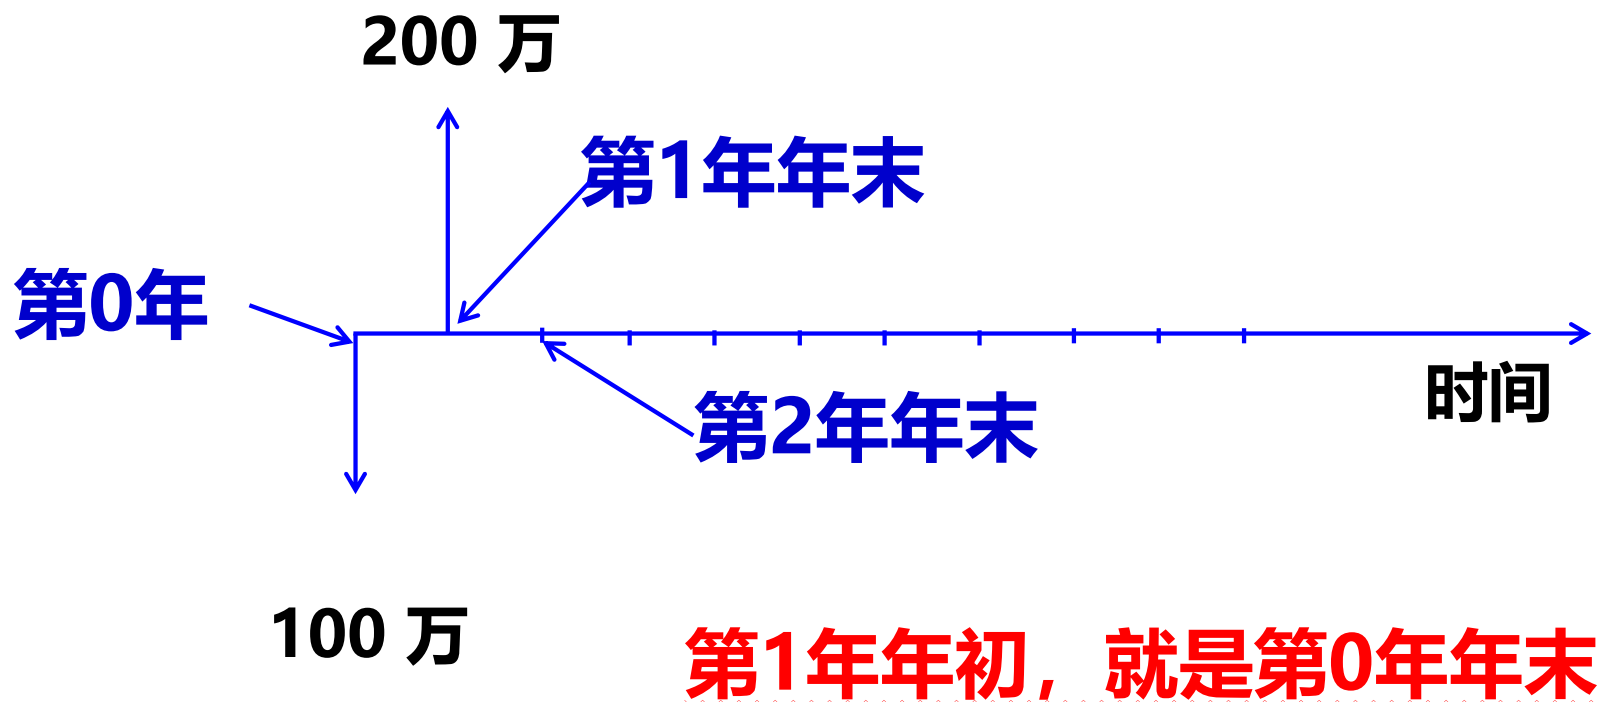 200 万
第1年年末
第0年
时间
第2年年末
100 万
第1年年初，就是第0年年末